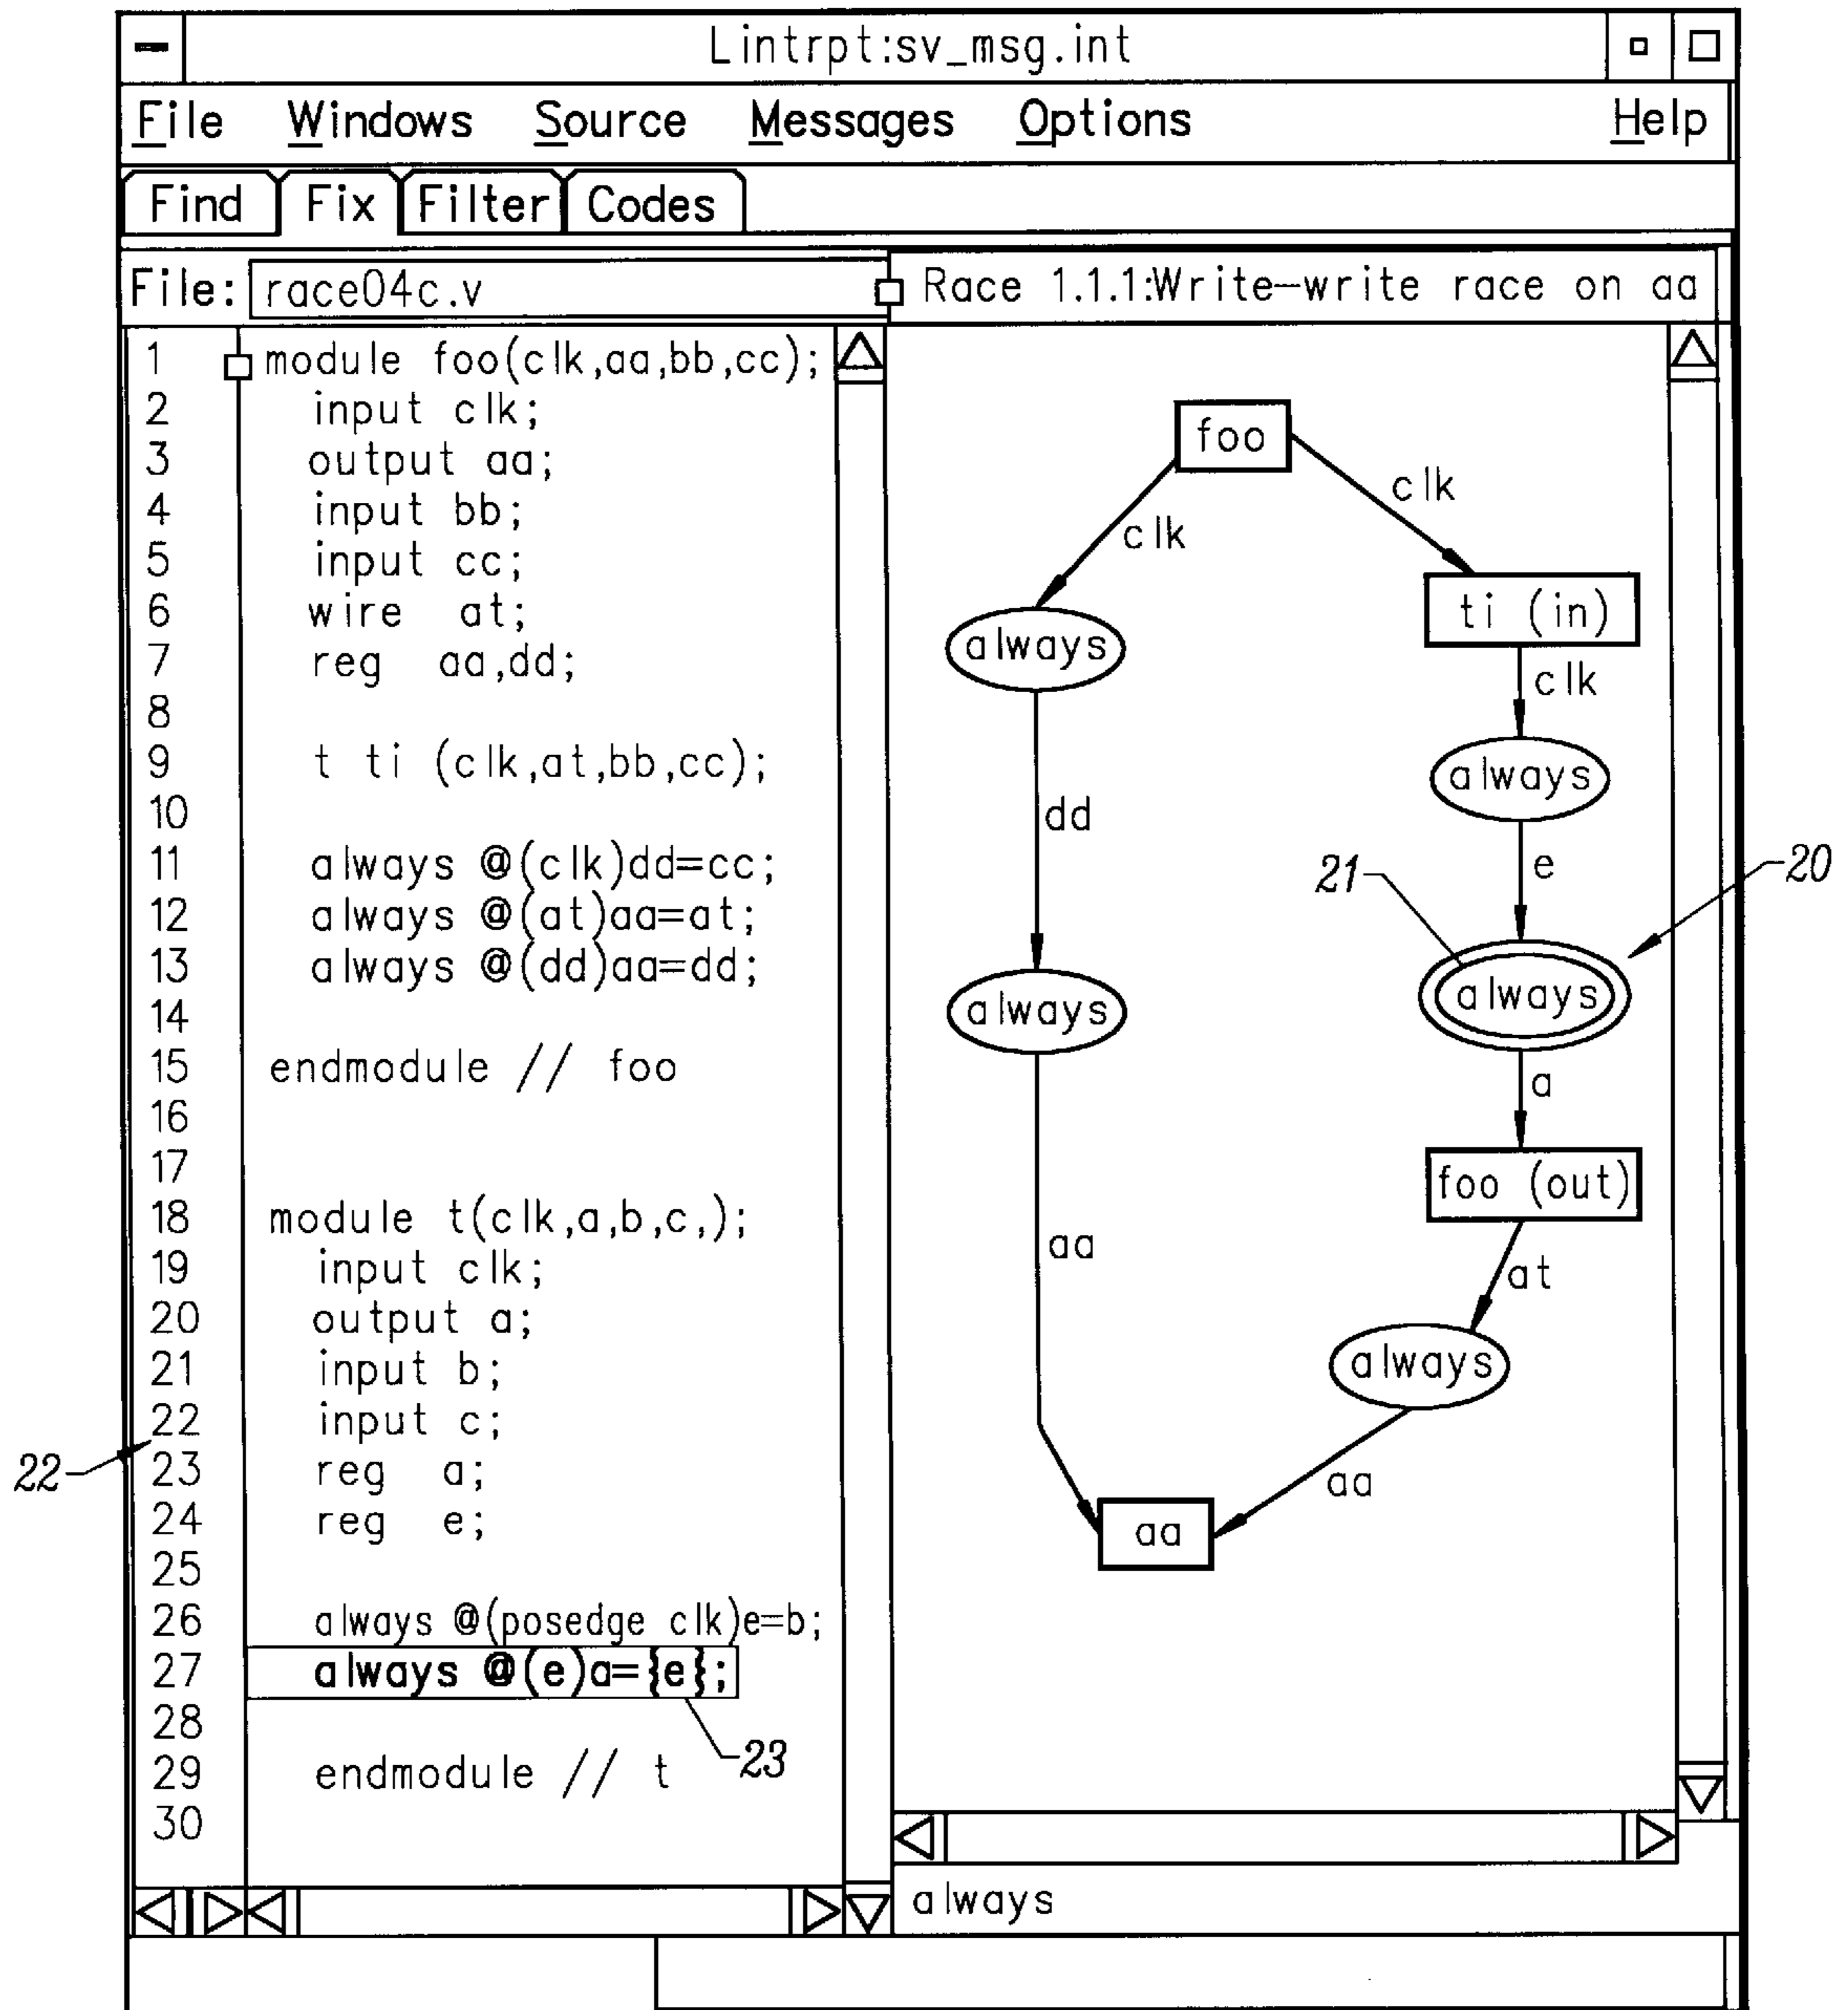 Lintrpt:sv_msg.int
File Windows Source Messages Options Help
Find Fix Filter Codes
File: race04c.v
Race 1.1.1:Write-write race on aa
1 module foo(clk,aa,bb,cc);
2 input clk;
3 output aa;
4 input bb;
5 input cc;
6 wire at;
7 reg aa,dd;
8
9 t ti (clk,at,bb,cc);
10
11 always @(clk)dd=cc;
12 always @(at)aa=at;
13 always @(dd)aa=dd;
14
15 endmodule // foo
16
17
18 module t(clk,a,b,c,);
19 input clk;
20 output a;
21 input b;
22 input c;
23 reg a;
24 reg e;
25
26 always @(posedge clk)e=b;
27 always @(e)a={e};
28
29 endmodule // t
30
22
23
foo
clk
clk
ti (in)
always
clk
always
dd
e
21
20
always
always
a
foo (out)
aa
at
always
aa
aa
always